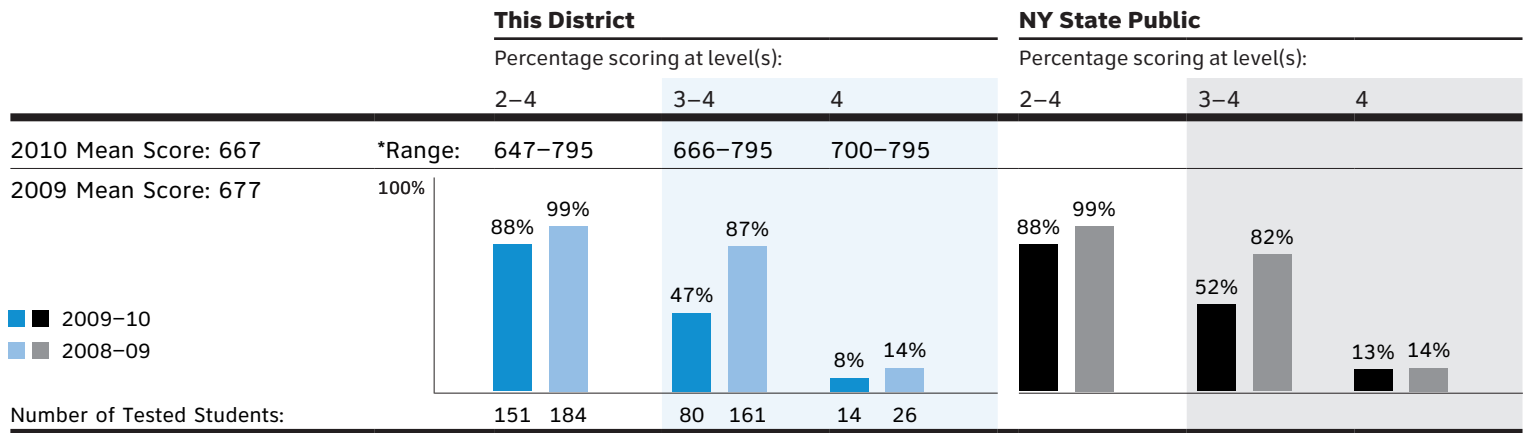 This District NY State Public
Percentage scoring at level(s): Percentage scoring at level(s):
2–4 3–4 4 2–4 3–4 4
2010 Mean Score: 667 *Range: 647–795 666–795 700–795
2009 Mean Score: 677 100%
88% 99% 47% 87% 8% 14% 88% 99% 52% 82% 13% 14%
2009–10
2008–09
Number of Tested Students: 151 184 80 161 14 26